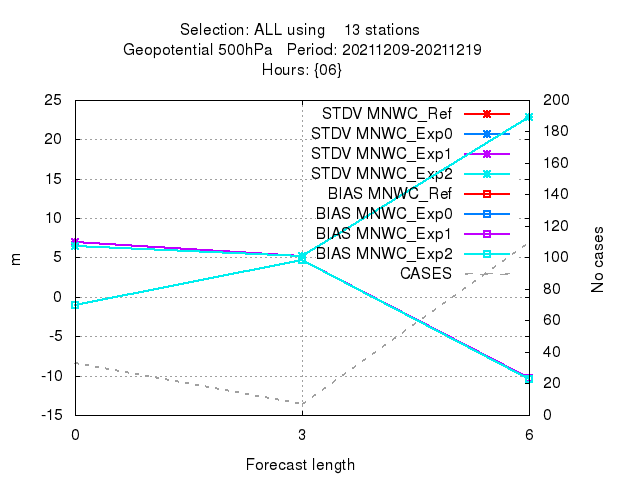 Selection: ALL using    13 stations
Geopotential 500hPa   Period: 20211209-20211219
Hours: {06}
25
20
15
10
5
0
-5
-10
-15
m
200
180
160
140
120
100
80
60
40
20
0
No cases
STDV MNWC_Ref
STDV MNWC_Exp0
STDV MNWC_Exp1
STDV MNWC_Exp2
BIAS MNWC_Ref
BIAS MNWC_Exp0
BIAS MNWC_Exp1
BIAS MNWC_Exp2
CASES
0 3 6
Forecast length